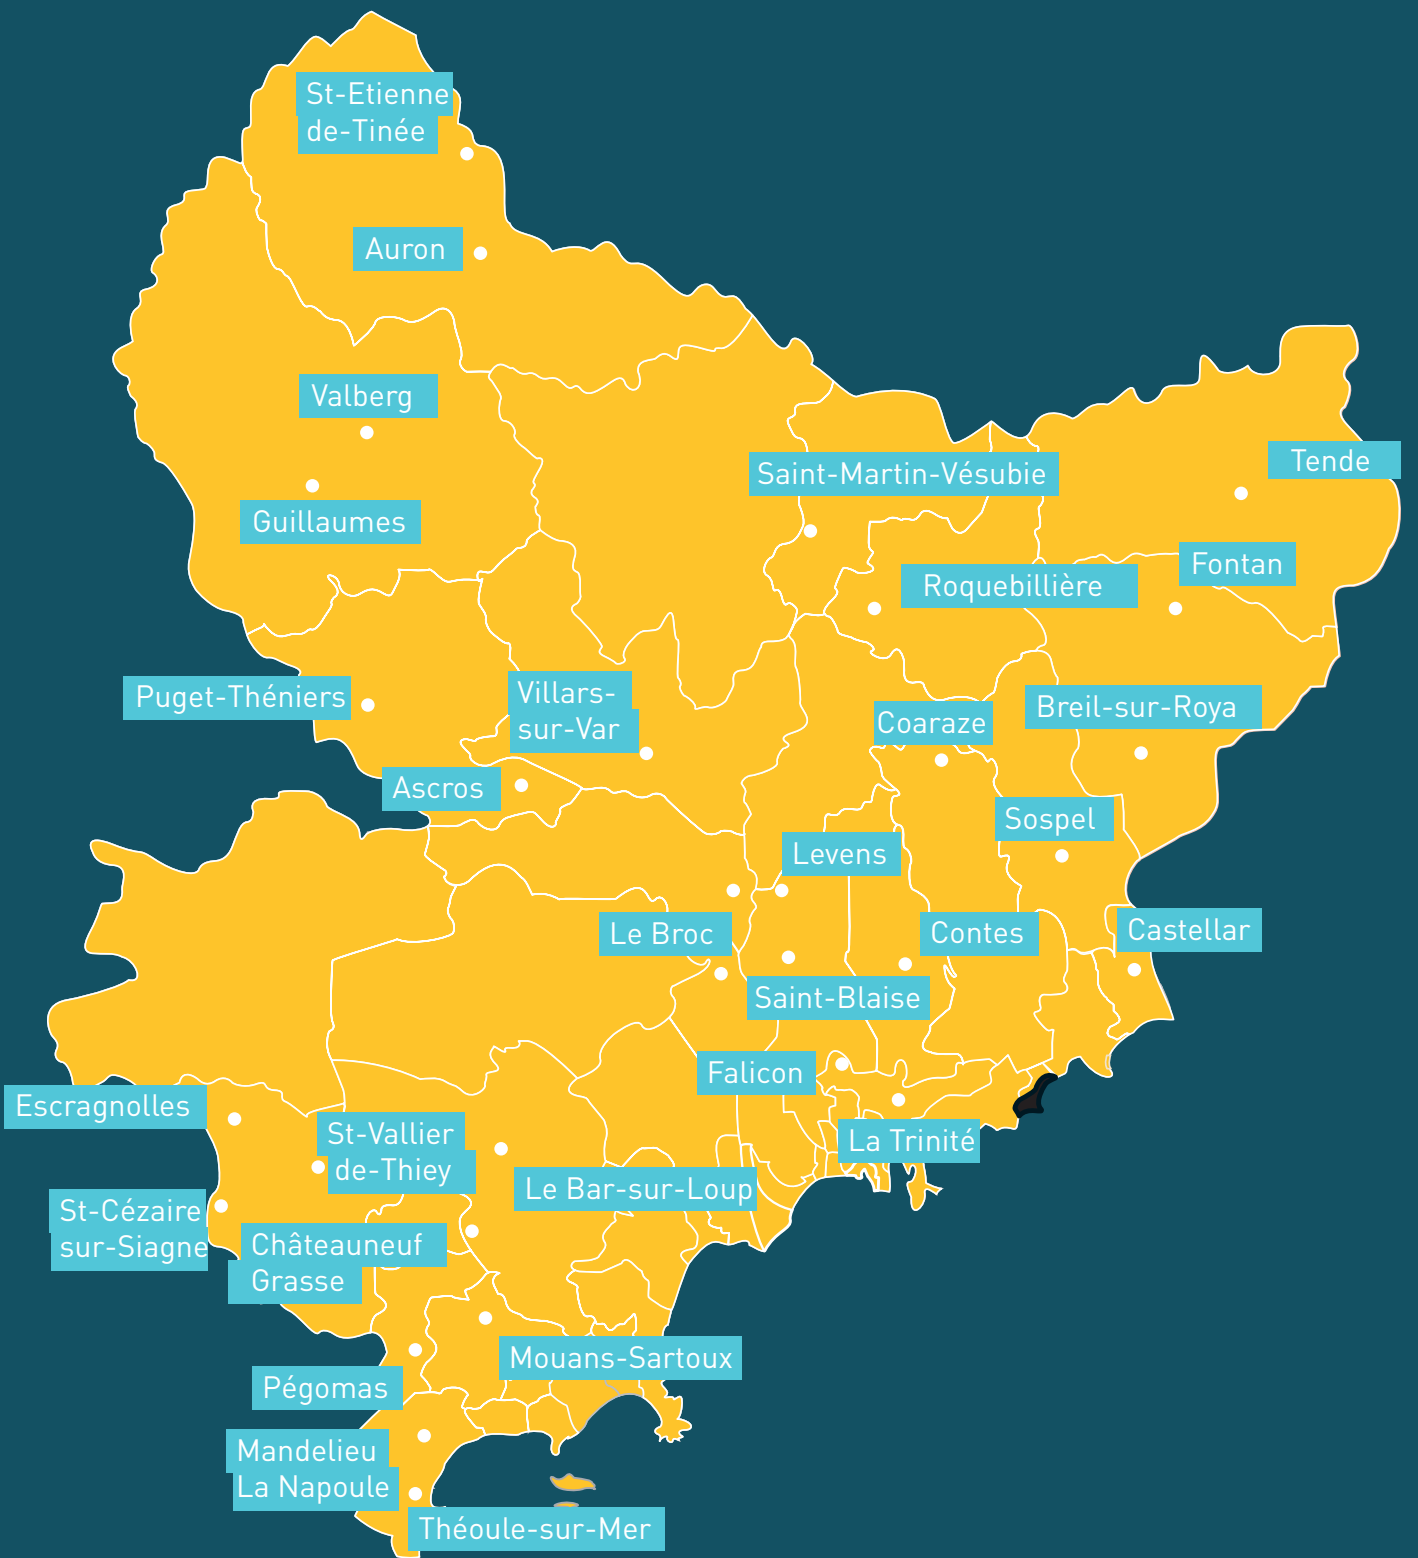 St-Etienne
de-Tinée
Auron
Valberg
Saint-Martin-Vésubie
Tende
Guillaumes
Fontan
Roquebillière
Puget-Théniers
Villars-
sur-Var
Coaraze
Breil-sur-Roya
Ascros
Sospel
Levens
Le Broc
Contes
Castellar
Saint-Blaise
Falicon
Escragnolles
St-Vallier
de-Thiey
La Trinité
Le Bar-sur-Loup
St-Cézaire
sur-Siagne
Châteauneuf
Grasse
Mouans-Sartoux
Pégomas
Mandelieu
La Napoule
Théoule-sur-Mer